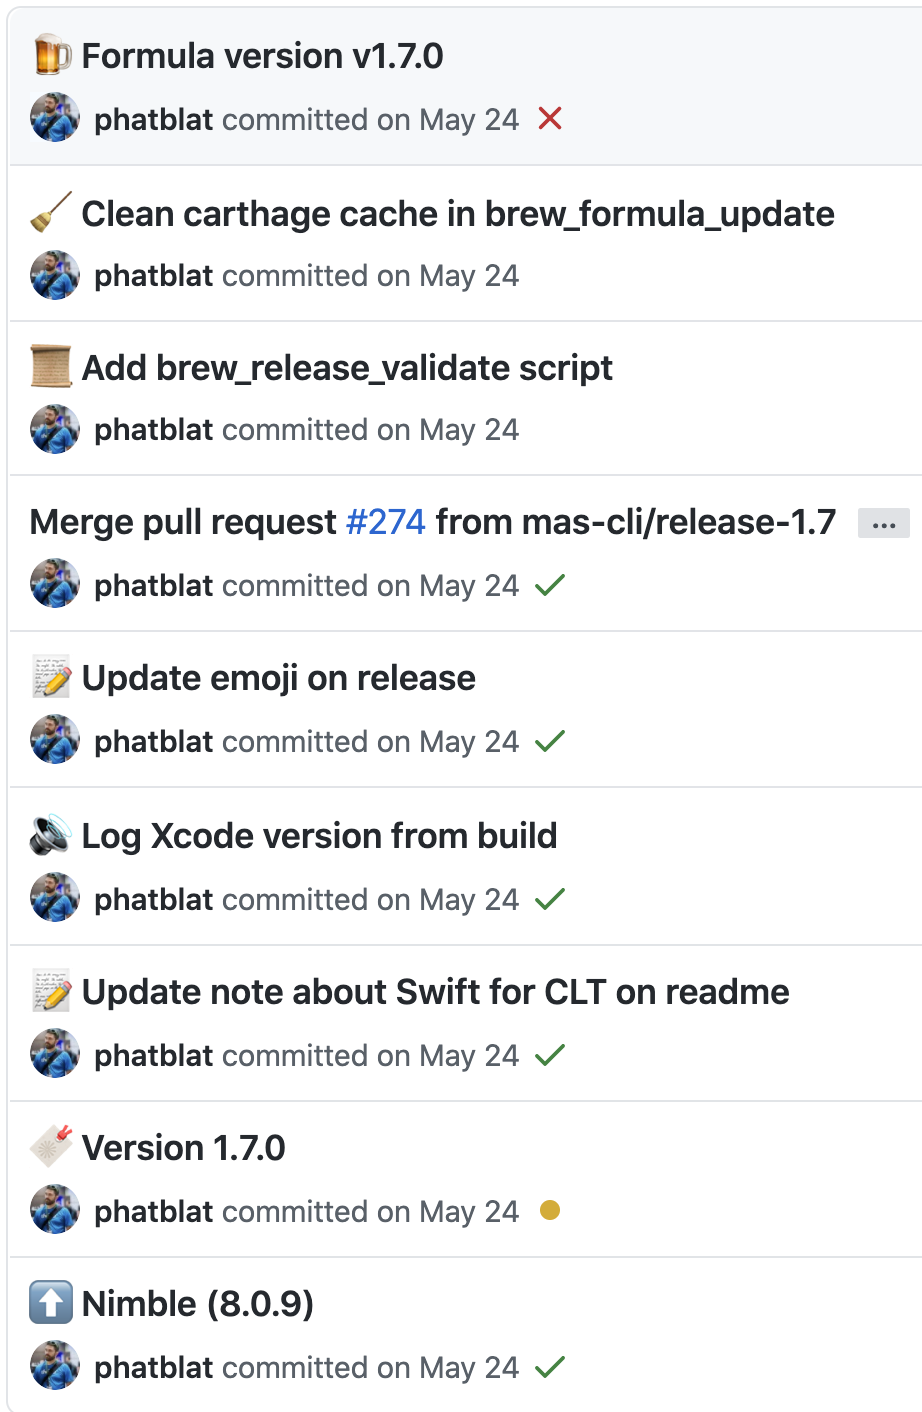 🍺 Formula version v1.7.0
phatblat committed on May 24 ✗
🧹 Clean carthage cache in brew_formula_update
phatblat committed on May 24
📜 Add brew_release_validate script
phatblat committed on May 24
Merge pull request #274 from mas-cli/release-1.7 …
phatblat committed on May 24 ✓
📝 Update emoji on release
phatblat committed on May 24 ✓
🔊 Log Xcode version from build
phatblat committed on May 24 ✓
📝 Update note about Swift for CLT on readme
phatblat committed on May 24 ✓
🔖 Version 1.7.0
phatblat committed on May 24
⬆️ Nimble (8.0.9)
phatblat committed on May 24 ✓